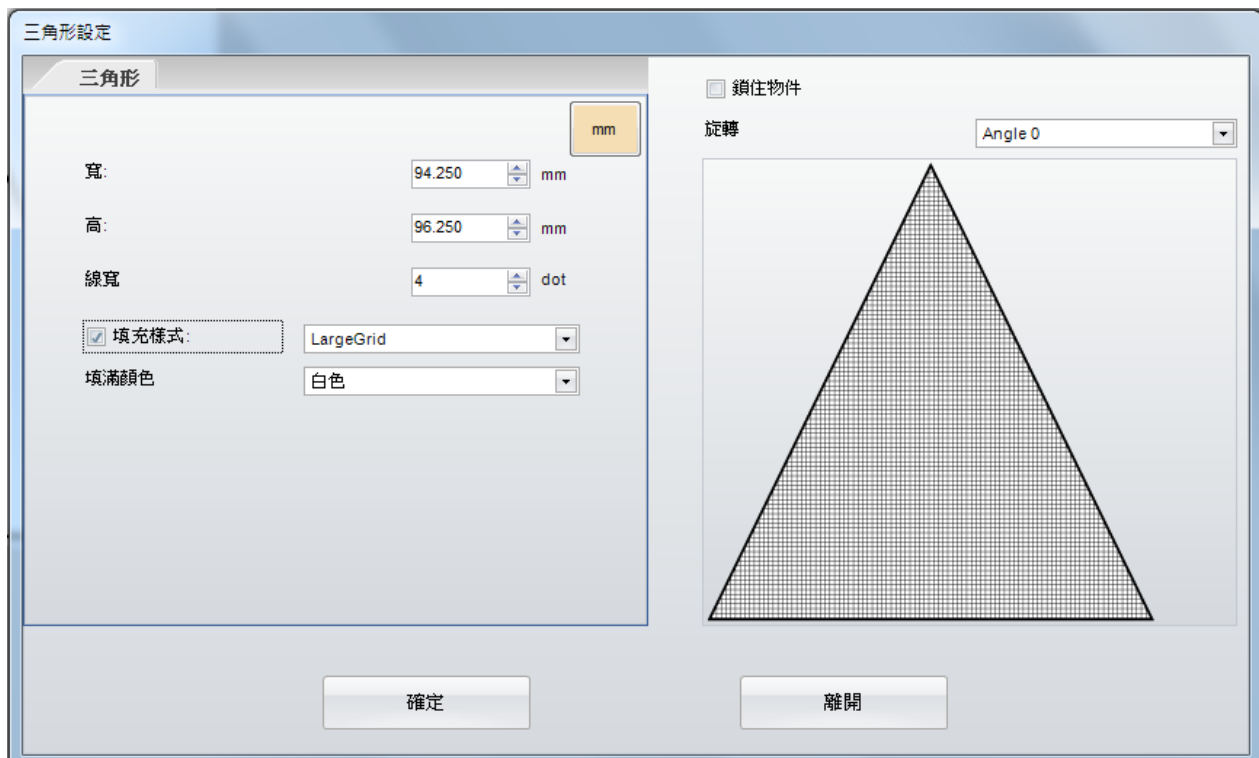 三角形設定
三角形
mm
寬:
94.250
mm
高:
96.250
mm
線寬
4
dot
填充樣式:
LargeGrid
填滿顏色
白色
鎖住物件
旋轉
Angle 0
確定
離開